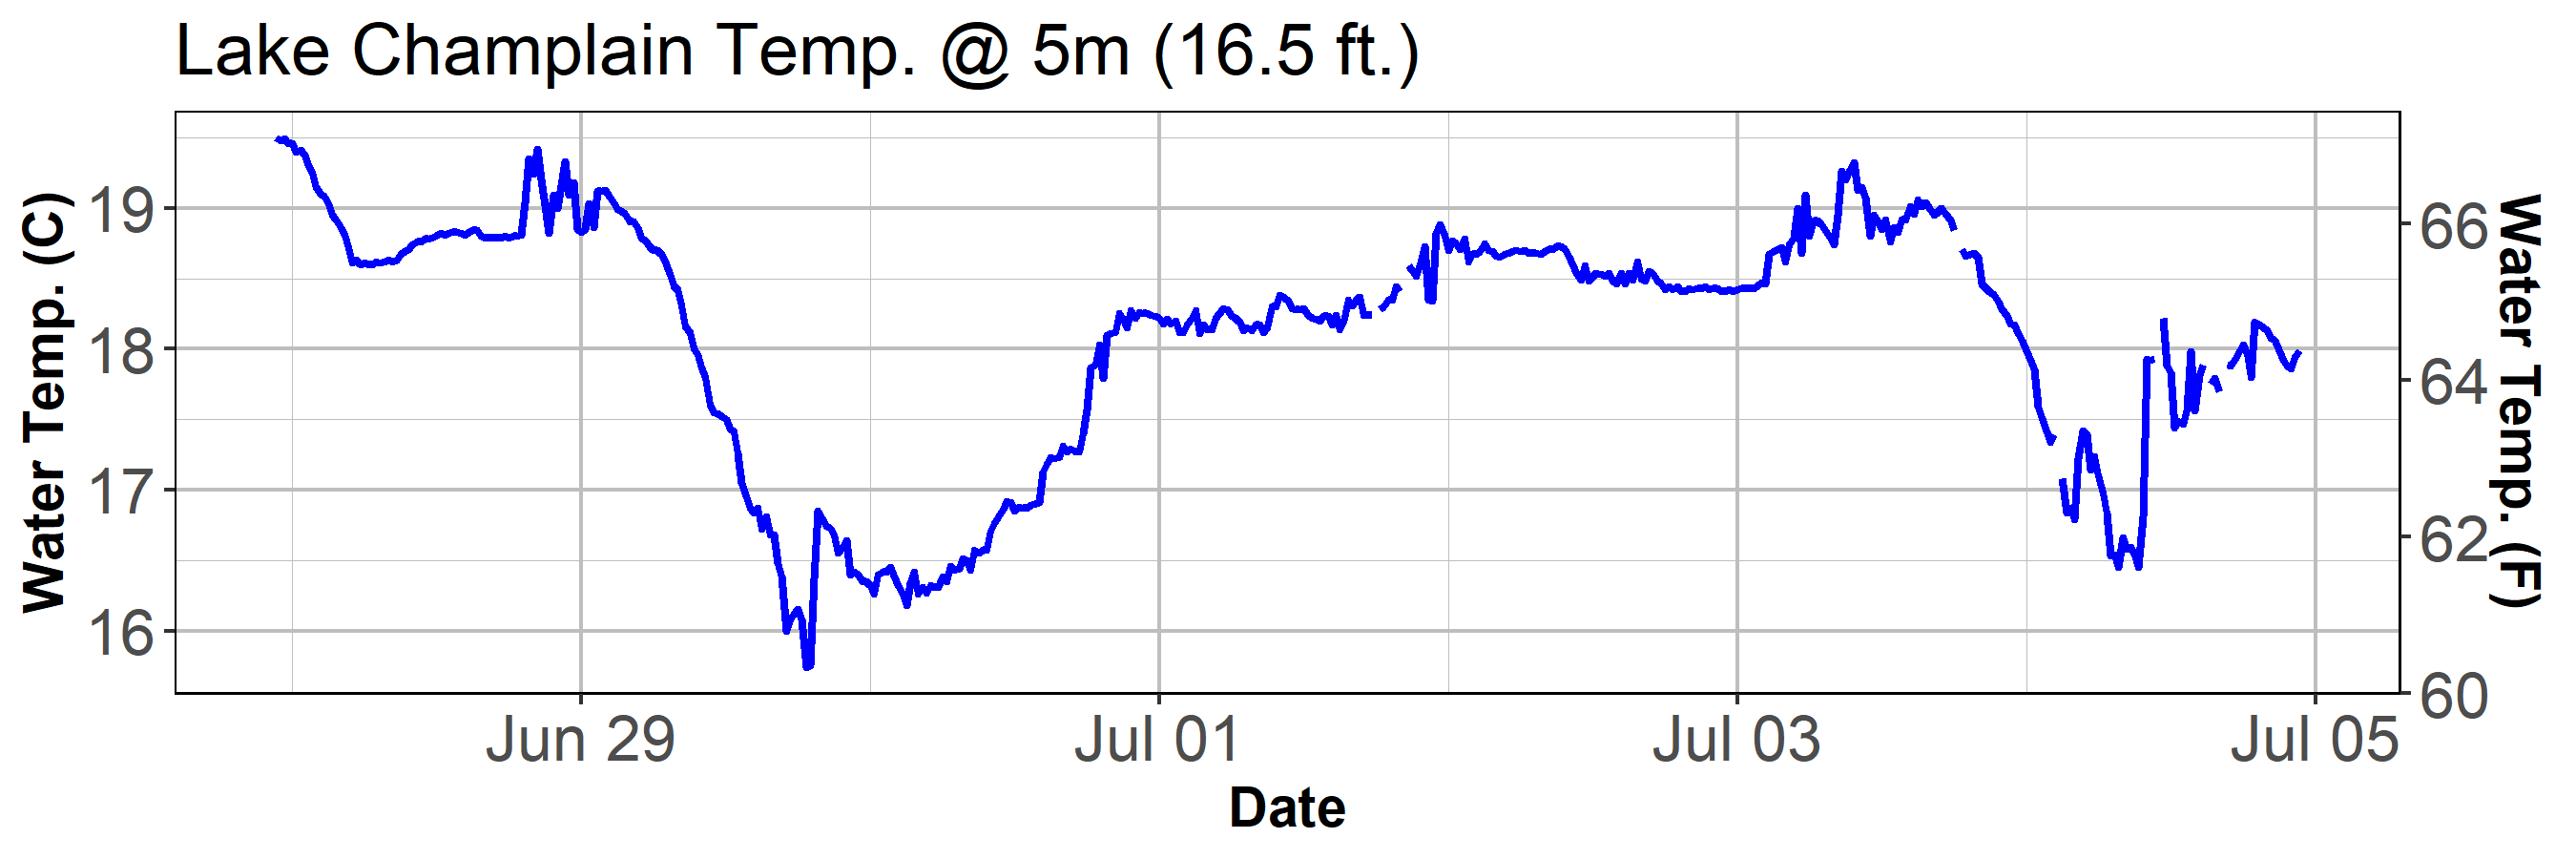 Lake Champlain Temp. @ 5m (16.5 ft.)
Water Temp. (C)
19
18
17
16
66
64
62
60
Water Temp. (F)
Jun 29 Jul 01 Jul 03 Jul 05
Date